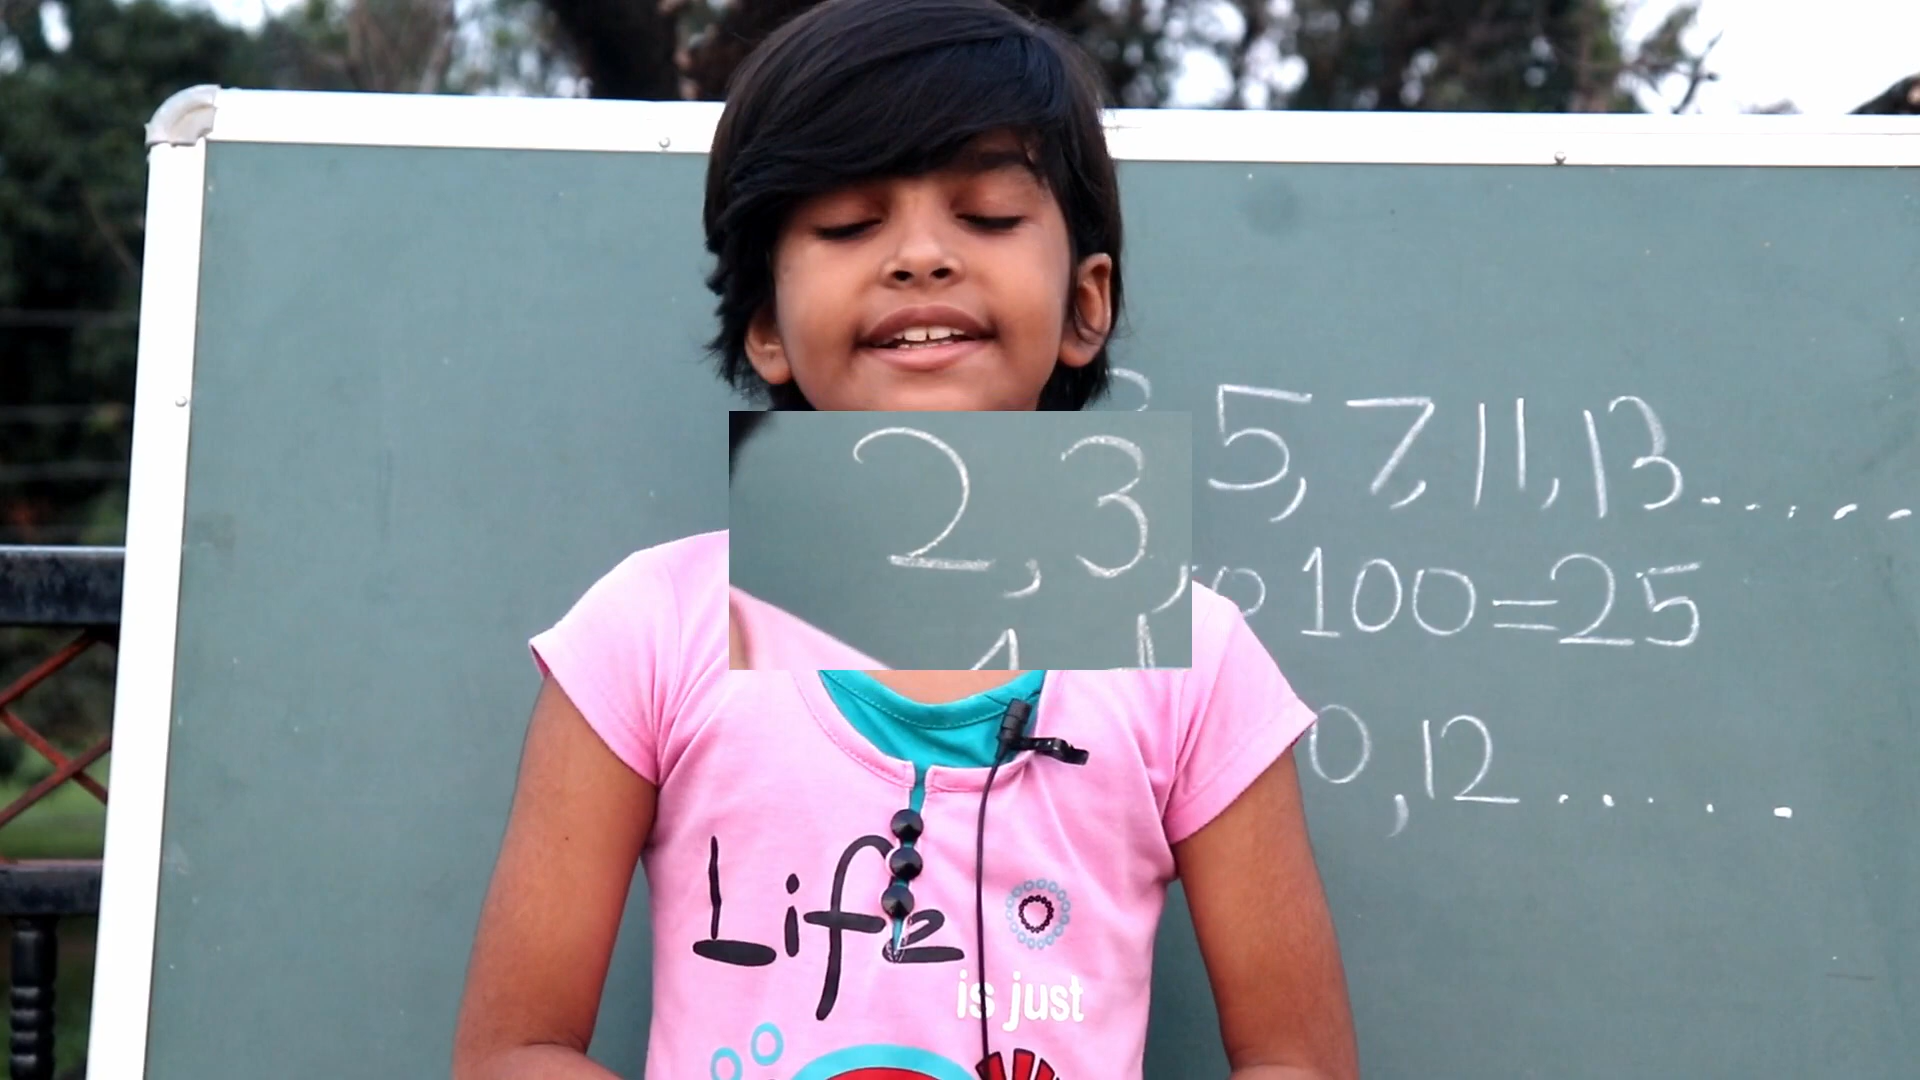 2,3,
5,7,11,13.....
100=25
0,12.....
Life
is just